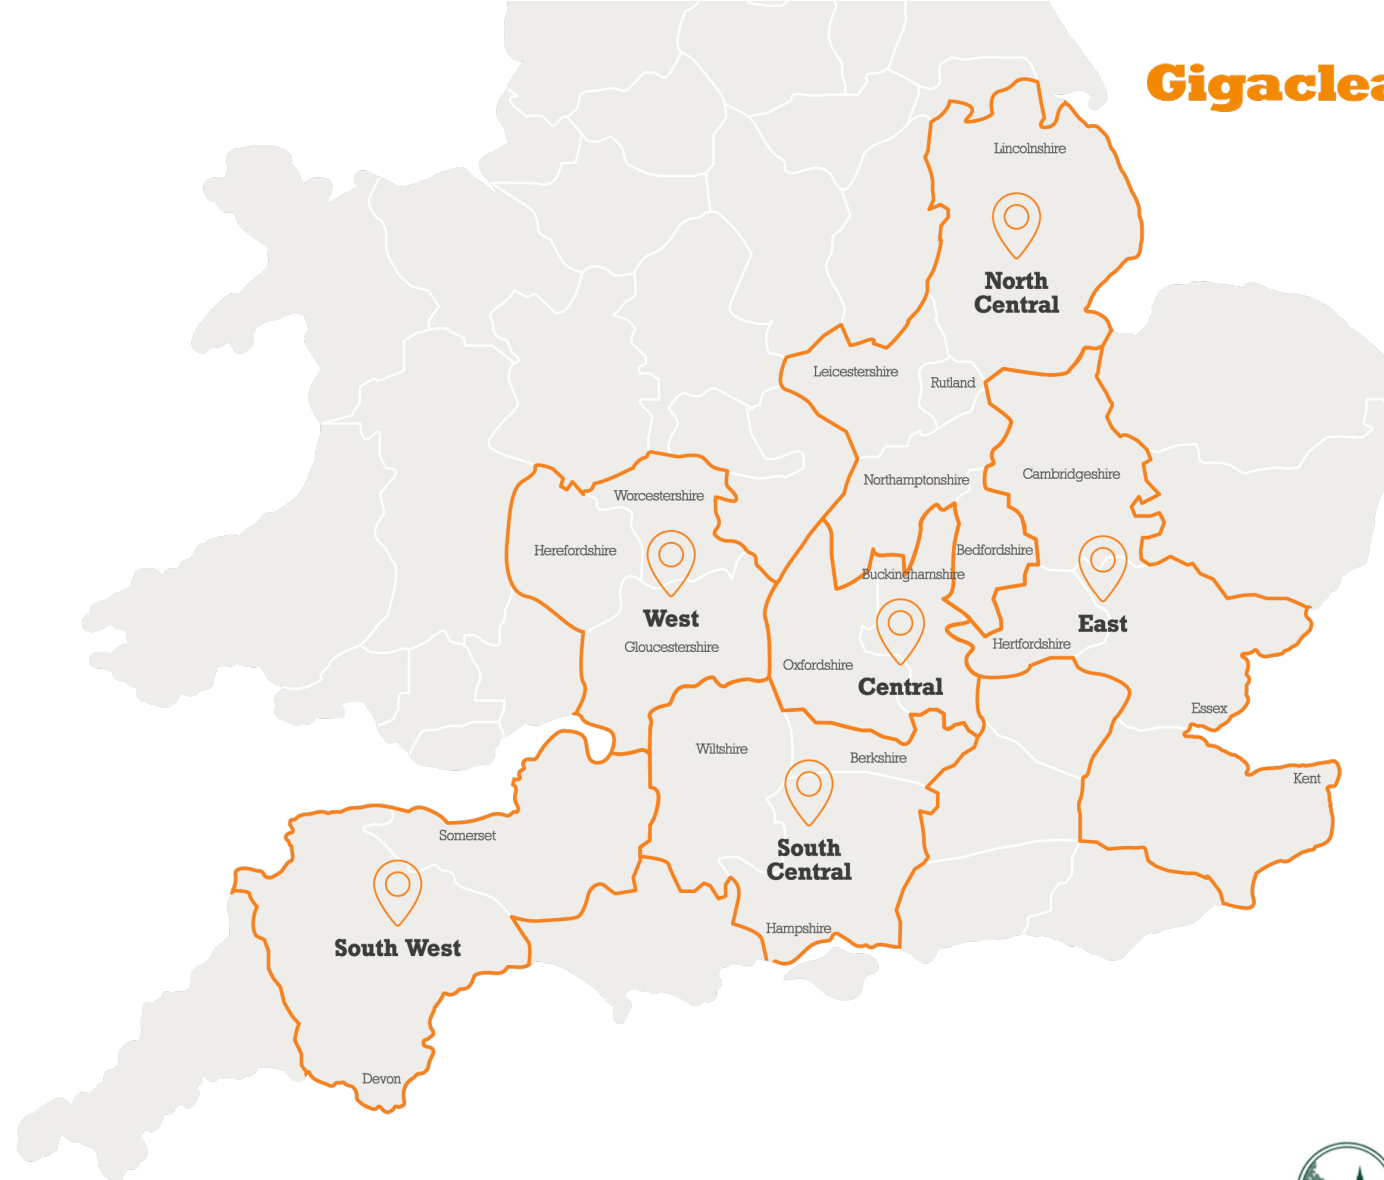 Gigaclea
Lincolnshire
North
Central
Leicestershire
Rutland
Northamptonshire
Cambridgeshire
Worcestershire
Herefordshire
Bedfordshire
Buckinghamshire
West
East
Gloucestershire
Hertfordshire
Oxfordshire
Central
Essex
Wiltshire
Berkshire
Kent
Somerset
South
Central
Hampshire
South West
Devon